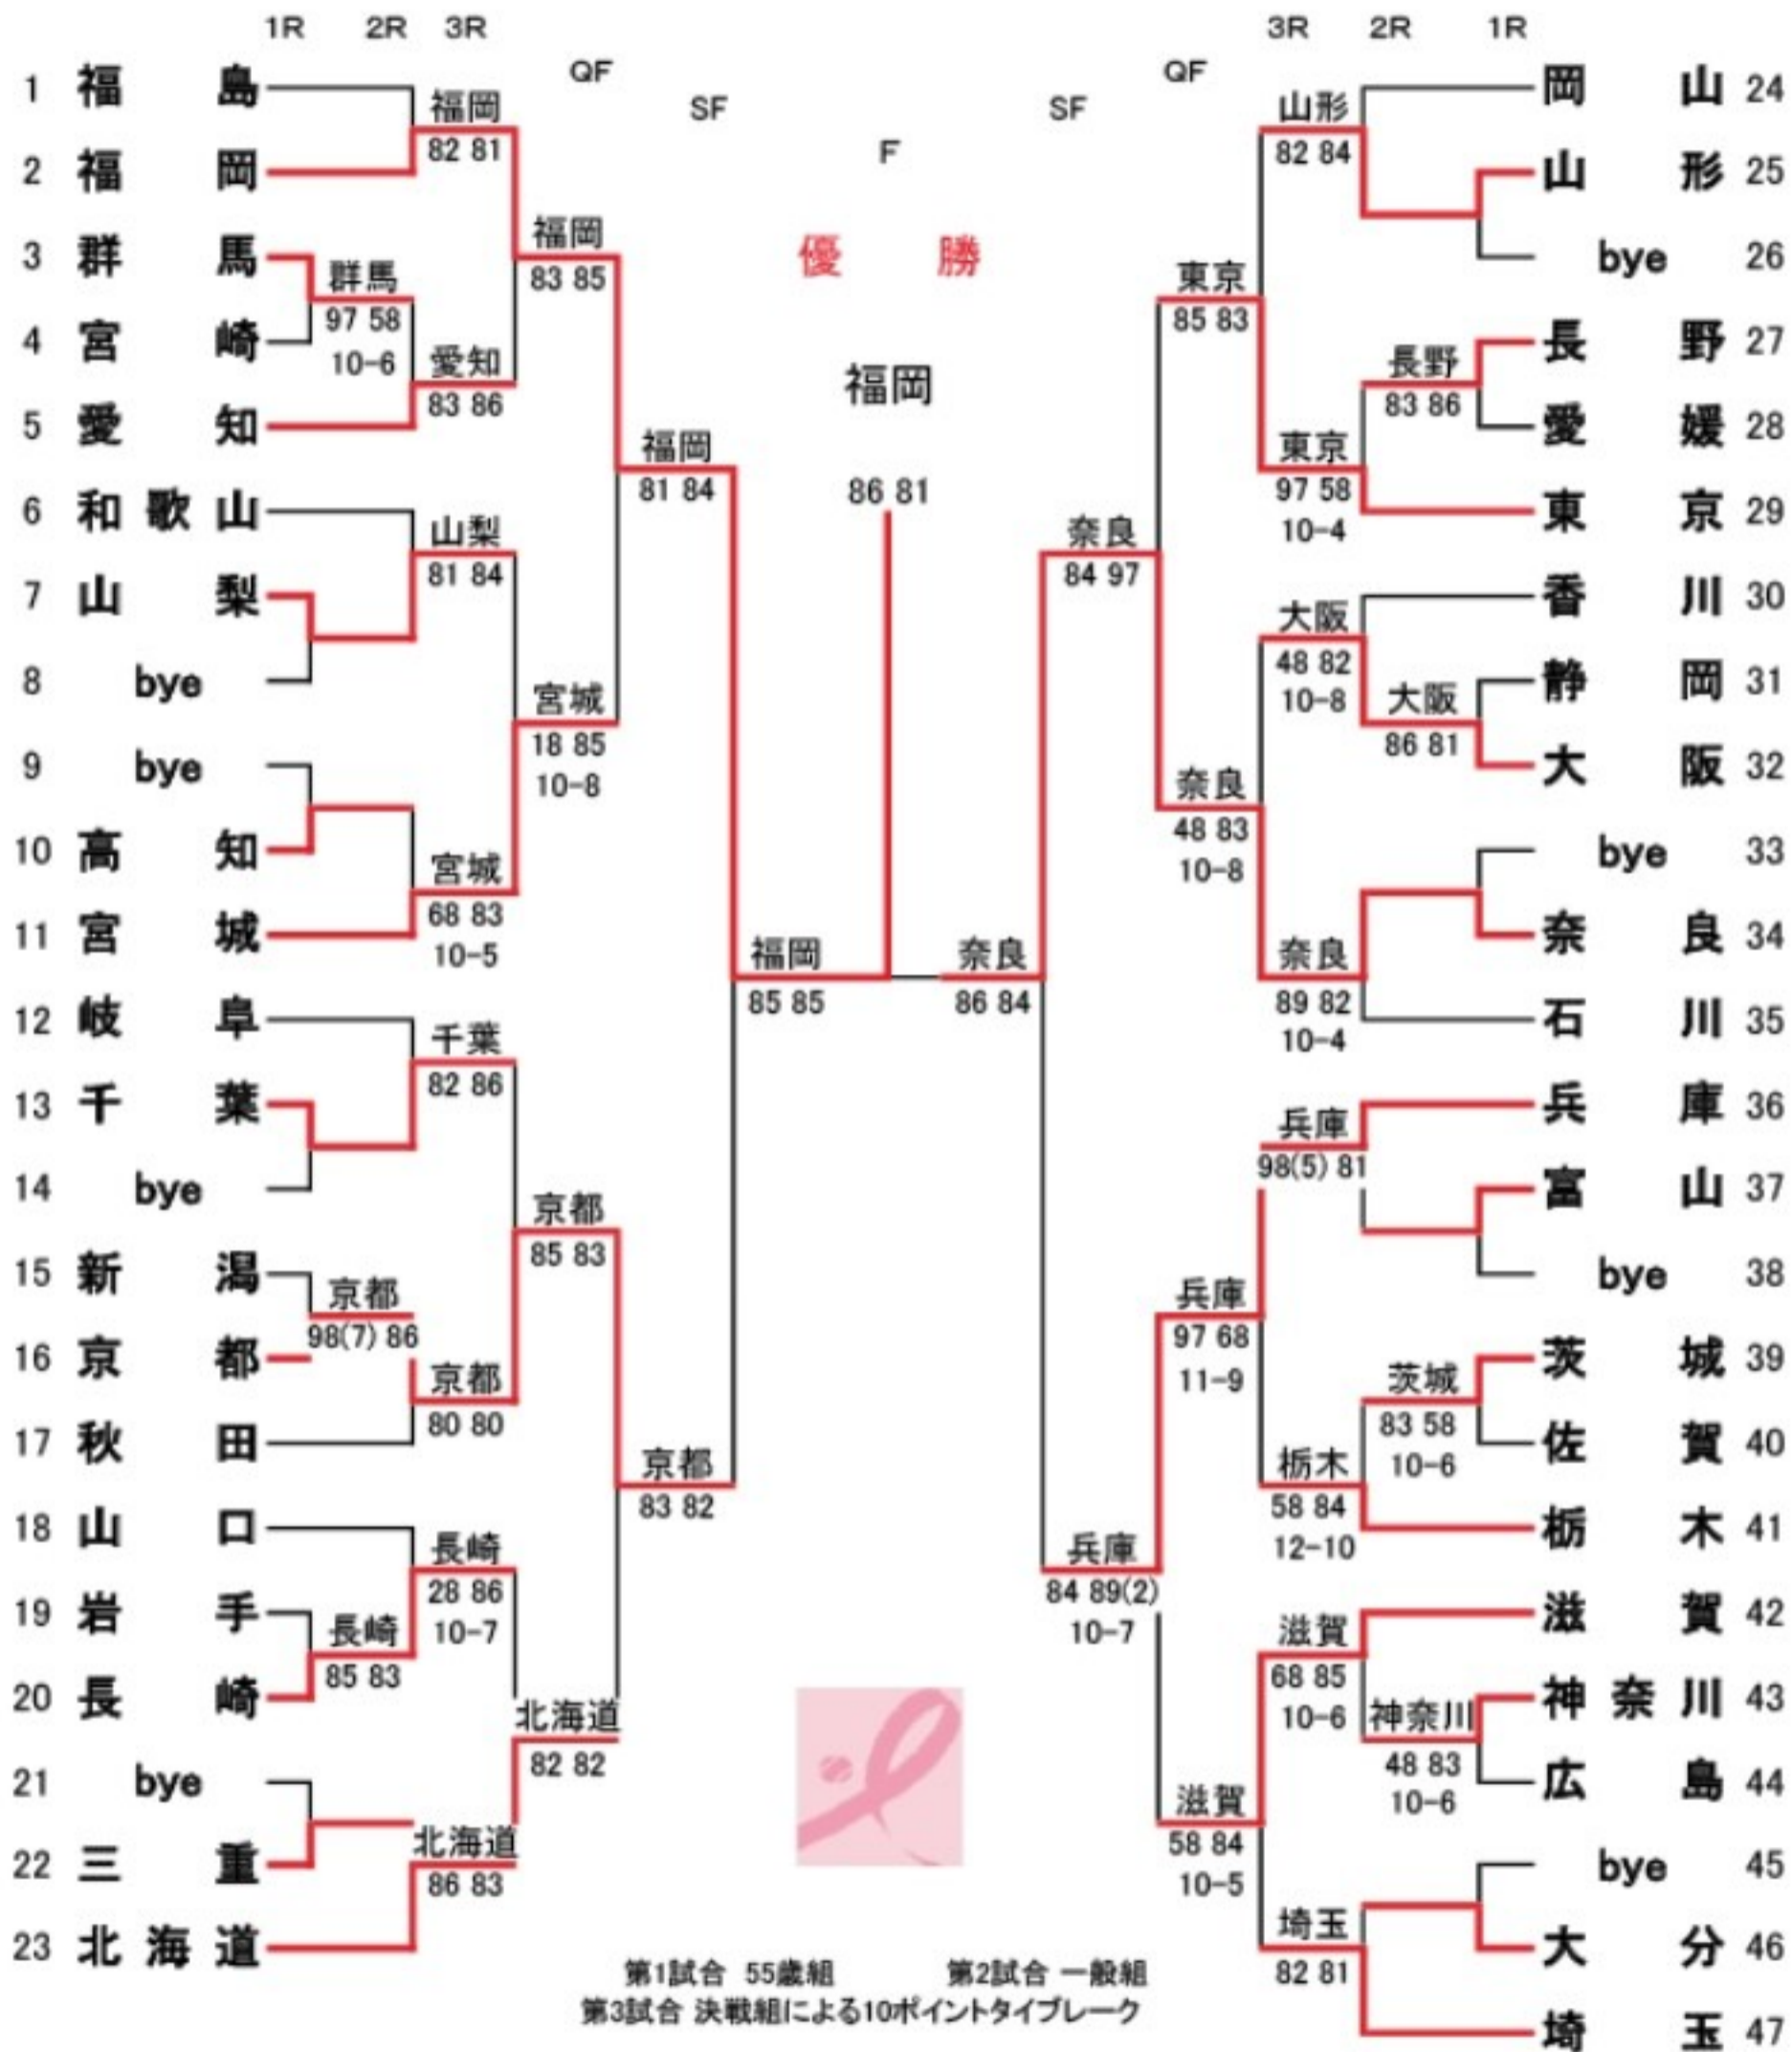 1R 2R 3R QF SF F SF QF 3R 2R 1R
優勝
福岡
86 81
1 福島
2 福岡
3 群馬
4 宮崎
5 愛知
6 和歌山
7 山梨
8 bye
9 bye
10 高知
11 宮城
12 岐阜
13 千葉
14 bye
15 新潟
16 京都
17 秋田
18 山口
19 岩手
20 長崎
21 bye
22 三重
23 北海道
群馬
97 58
10-6
京都
98(7) 86
長崎
85 83
福岡
82 81
愛知
83 86
山梨
81 84
宮城
68 83
10-5
千葉
82 86
京都
80 80
長崎
28 86
10-7
北海道
86 83
福岡
83 85
宮城
18 85
10-8
京都
85 83
北海道
82 82
福岡
81 84
京都
83 82
福岡
85 85
奈良
86 84
奈良
84 97
兵庫
84 89(2)
10-7
東京
85 83
奈良
48 83
10-8
兵庫
97 68
11-9
滋賀
58 84
10-5
山形
82 84
東京
97 58
10-4
大阪
48 82
10-8
奈良
89 82
10-4
兵庫
98(5) 81
栃木
58 84
12-10
滋賀
68 85
10-6
埼玉
82 81
長野
83 86
大阪
86 81
茨城
83 58
10-6
神奈川
48 83
10-6
岡山 24
山形 25
bye 26
長野 27
愛媛 28
東京 29
香川 30
静岡 31
大阪 32
bye 33
奈良 34
石川 35
兵庫 36
富山 37
bye 38
茨城 39
佐賀 40
栃木 41
滋賀 42
神奈川 43
広島 44
bye 45
大分 46
埼玉 47
第1試合 55歳組 第2試合 一般組
第3試合 決戦組による10ポイントタイブレーク